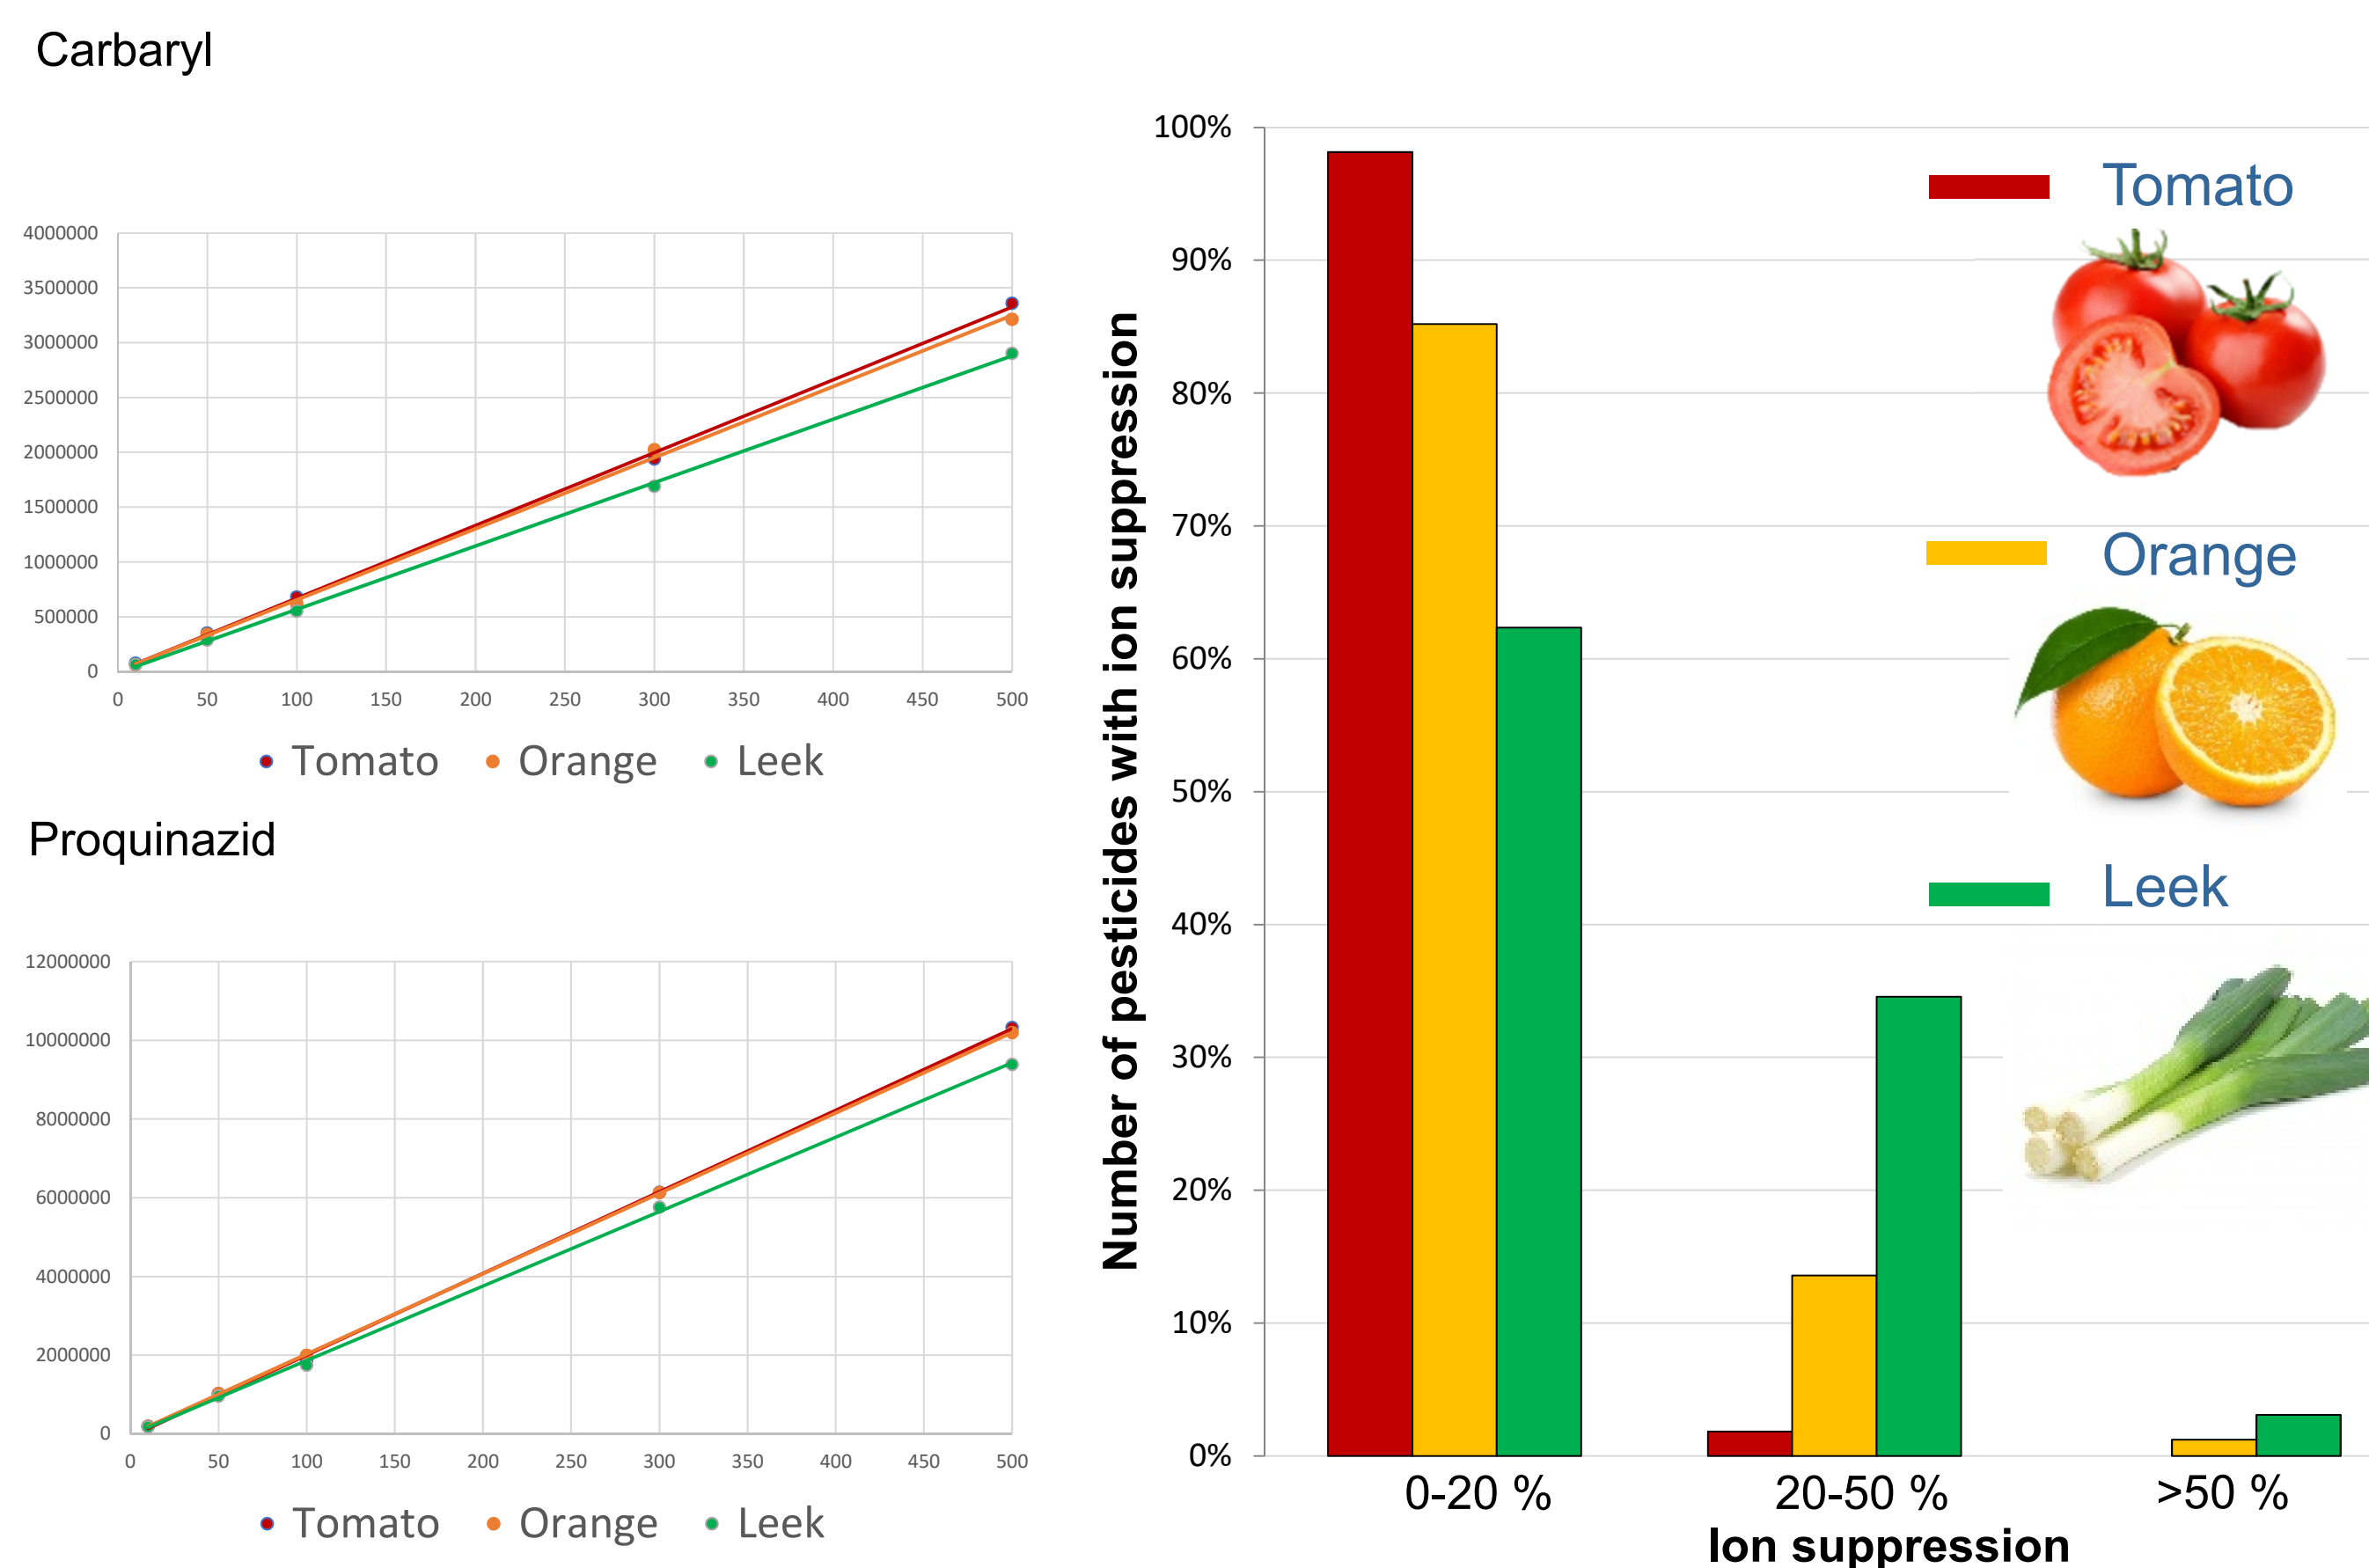 Carbaryl
4000000
3500000
3000000
2500000
2000000
1500000
1000000
500000
0
0 50 100 150 200 250 300 350 400 450 500
Tomato Orange Leek
Proquinazid
12000000
10000000
8000000
6000000
4000000
2000000
0
0 50 100 150 200 250 300 350 400 450 500
Tomato Orange Leek
Number of pesticides with ion suppression
100%
90%
80%
70%
60%
50%
40%
30%
20%
10%
0%
Tomato
Orange
Leek
0-20 % 20-50 % >50 %
Ion suppression